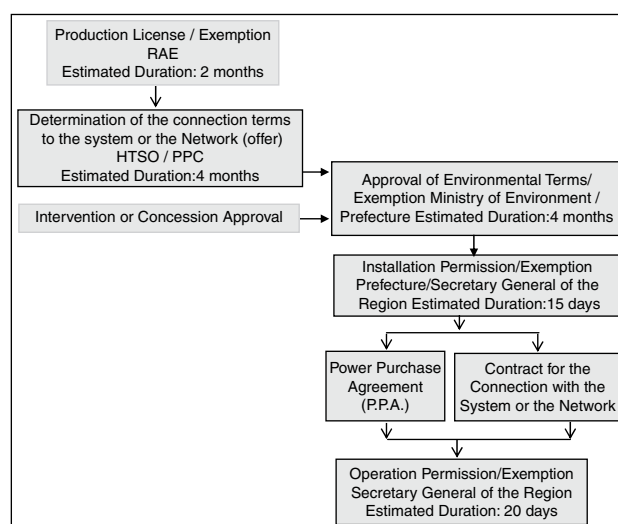 Production License / Exemption
RAE
Estimated Duration: 2 months
Determination of the connection terms
to the system or the Network (offer)
HTSO / PPC
Estimated Duration:4 months
Intervention or Concession Approval
Approval of Environmental Terms/
Exemption Ministry of Environment /
Prefecture Estimated Duration:4 months
Installation Permission/Exemption
Prefecture/Secretary General of the
Region Estimated Duration:15 days
Power Purchase
Agreement
(P.P.A.)
Contract for the
Connection with the
System or the Network
Operation Permission/Exemption
Secretary General of the Region
Estimated Duration: 20 days